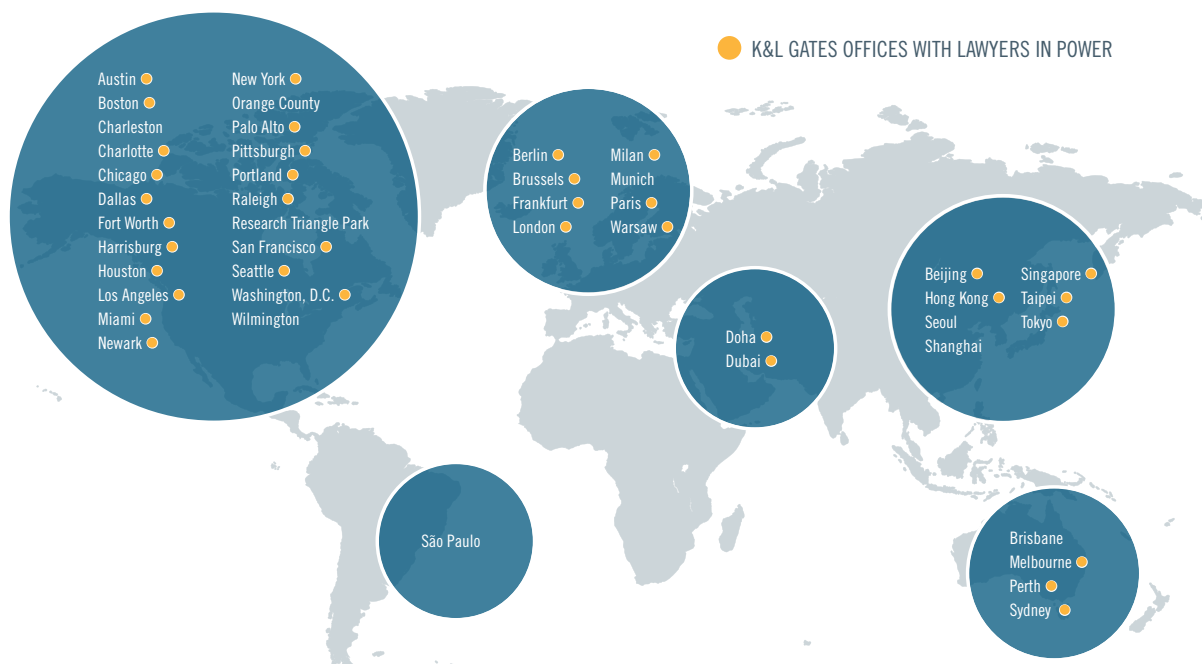 K&L GATES OFFICES WITH LAWYERS IN POWER
Austin
Boston
Charleston
Charlotte
Chicago
Dallas
Fort Worth
Harrisburg
Houston
Los Angeles
Miami
Newark
New York
Orange County
Palo Alto
Pittsburgh
Portland
Raleigh
Research Triangle Park
San Francisco
Seattle
Washington, D.C.
Wilmington
Berlin
Brussels
Frankfurt
London
Milan
Munich
Paris
Warsaw
Doha
Dubai
Beijing
Hong Kong
Seoul
Shanghai
Singapore
Taipei
Tokyo
São Paulo
Brisbane
Melbourne
Perth
Sydney